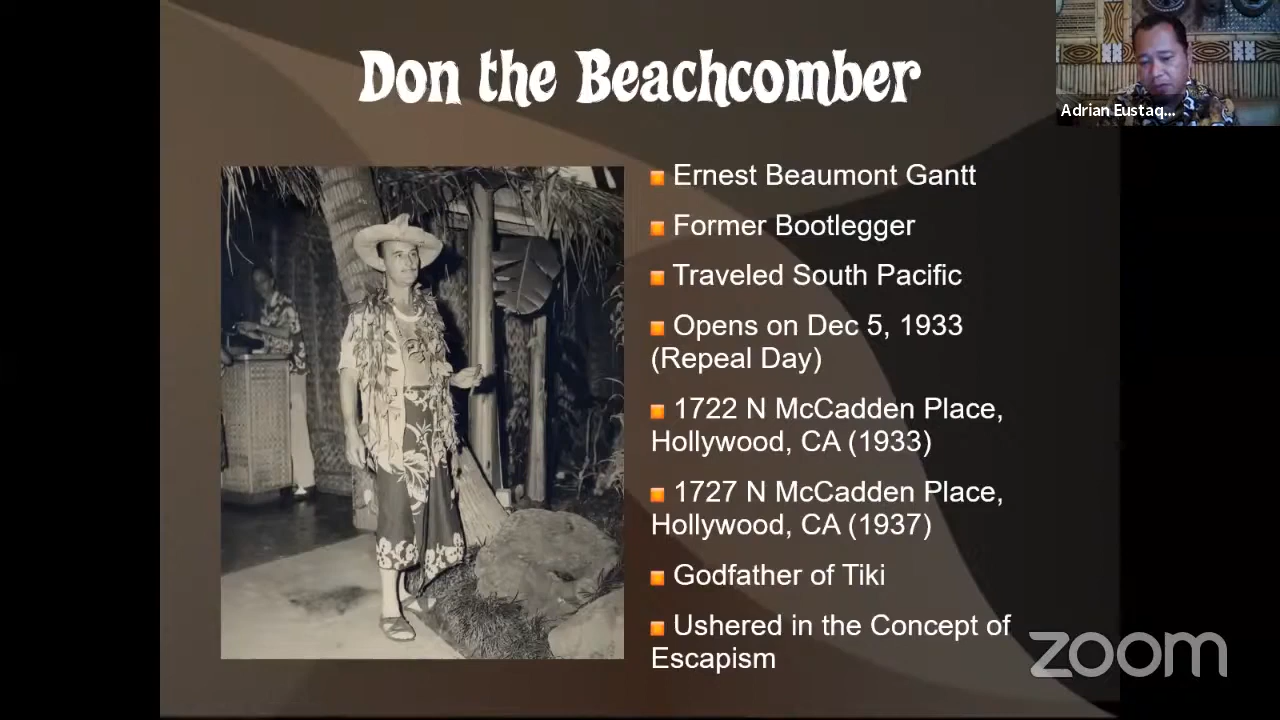 Don the Beachcomber
Adrian Eustaq...
Ernest Beaumont Gantt
Former Bootlegger
Traveled South Pacific
Opens on Dec 5, 1933
(Repeal Day)
1722 N McCadden Place,
Hollywood, CA (1933)
1727 N McCadden Place,
Hollywood, CA (1937)
Godfather of Tiki
Ushered in the Concept of
Escapism
zoom